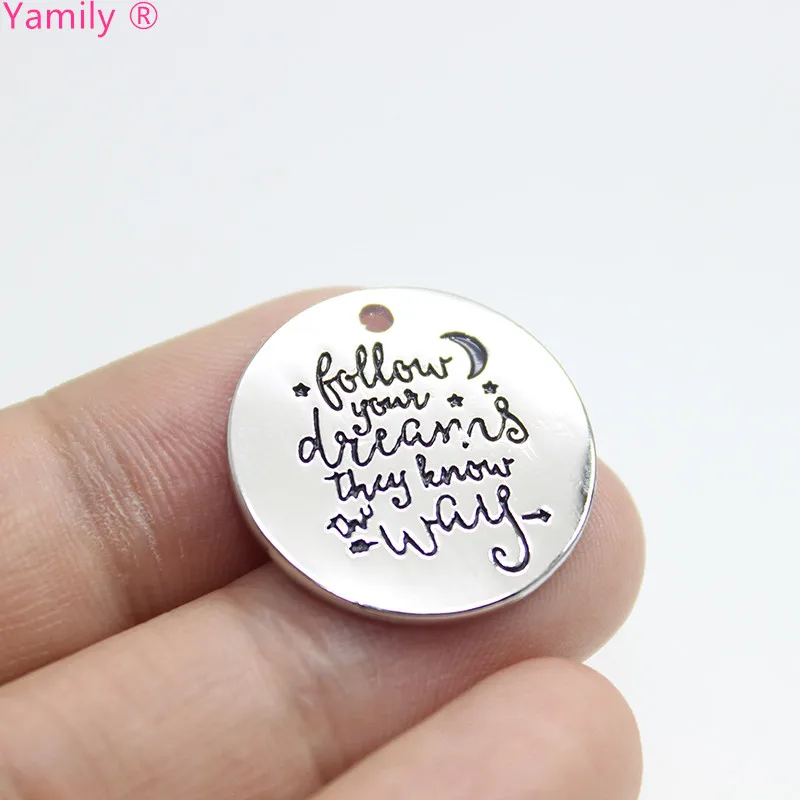 Yamily ®
follow
your
dreams
they know
the way